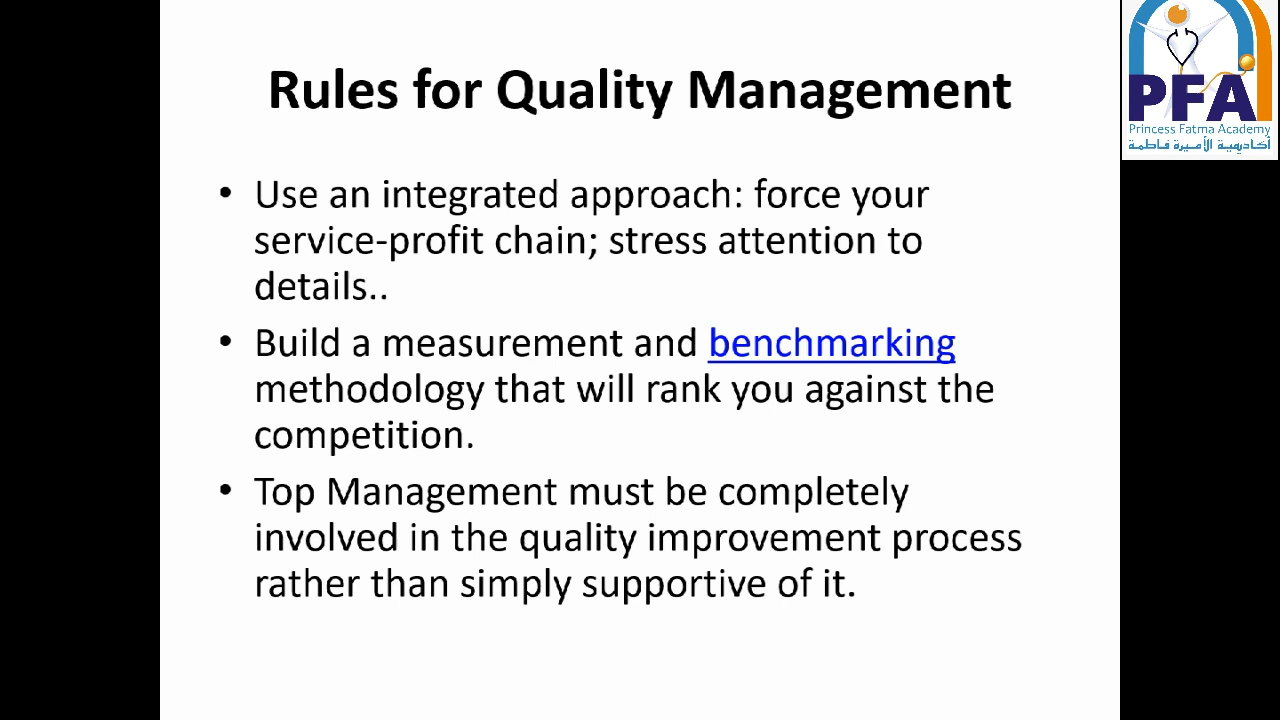 Rules for Quality Management
• Use an integrated approach: force your
service-profit chain; stress attention to
details..
• Build a measurement and benchmarking
methodology that will rank you against the
competition.
• Top Management must be completely
involved in the quality improvement process
rather than simply supportive of it.
PFA
Princess Fatma Academy
أكاديمية الأميرة فاطمة